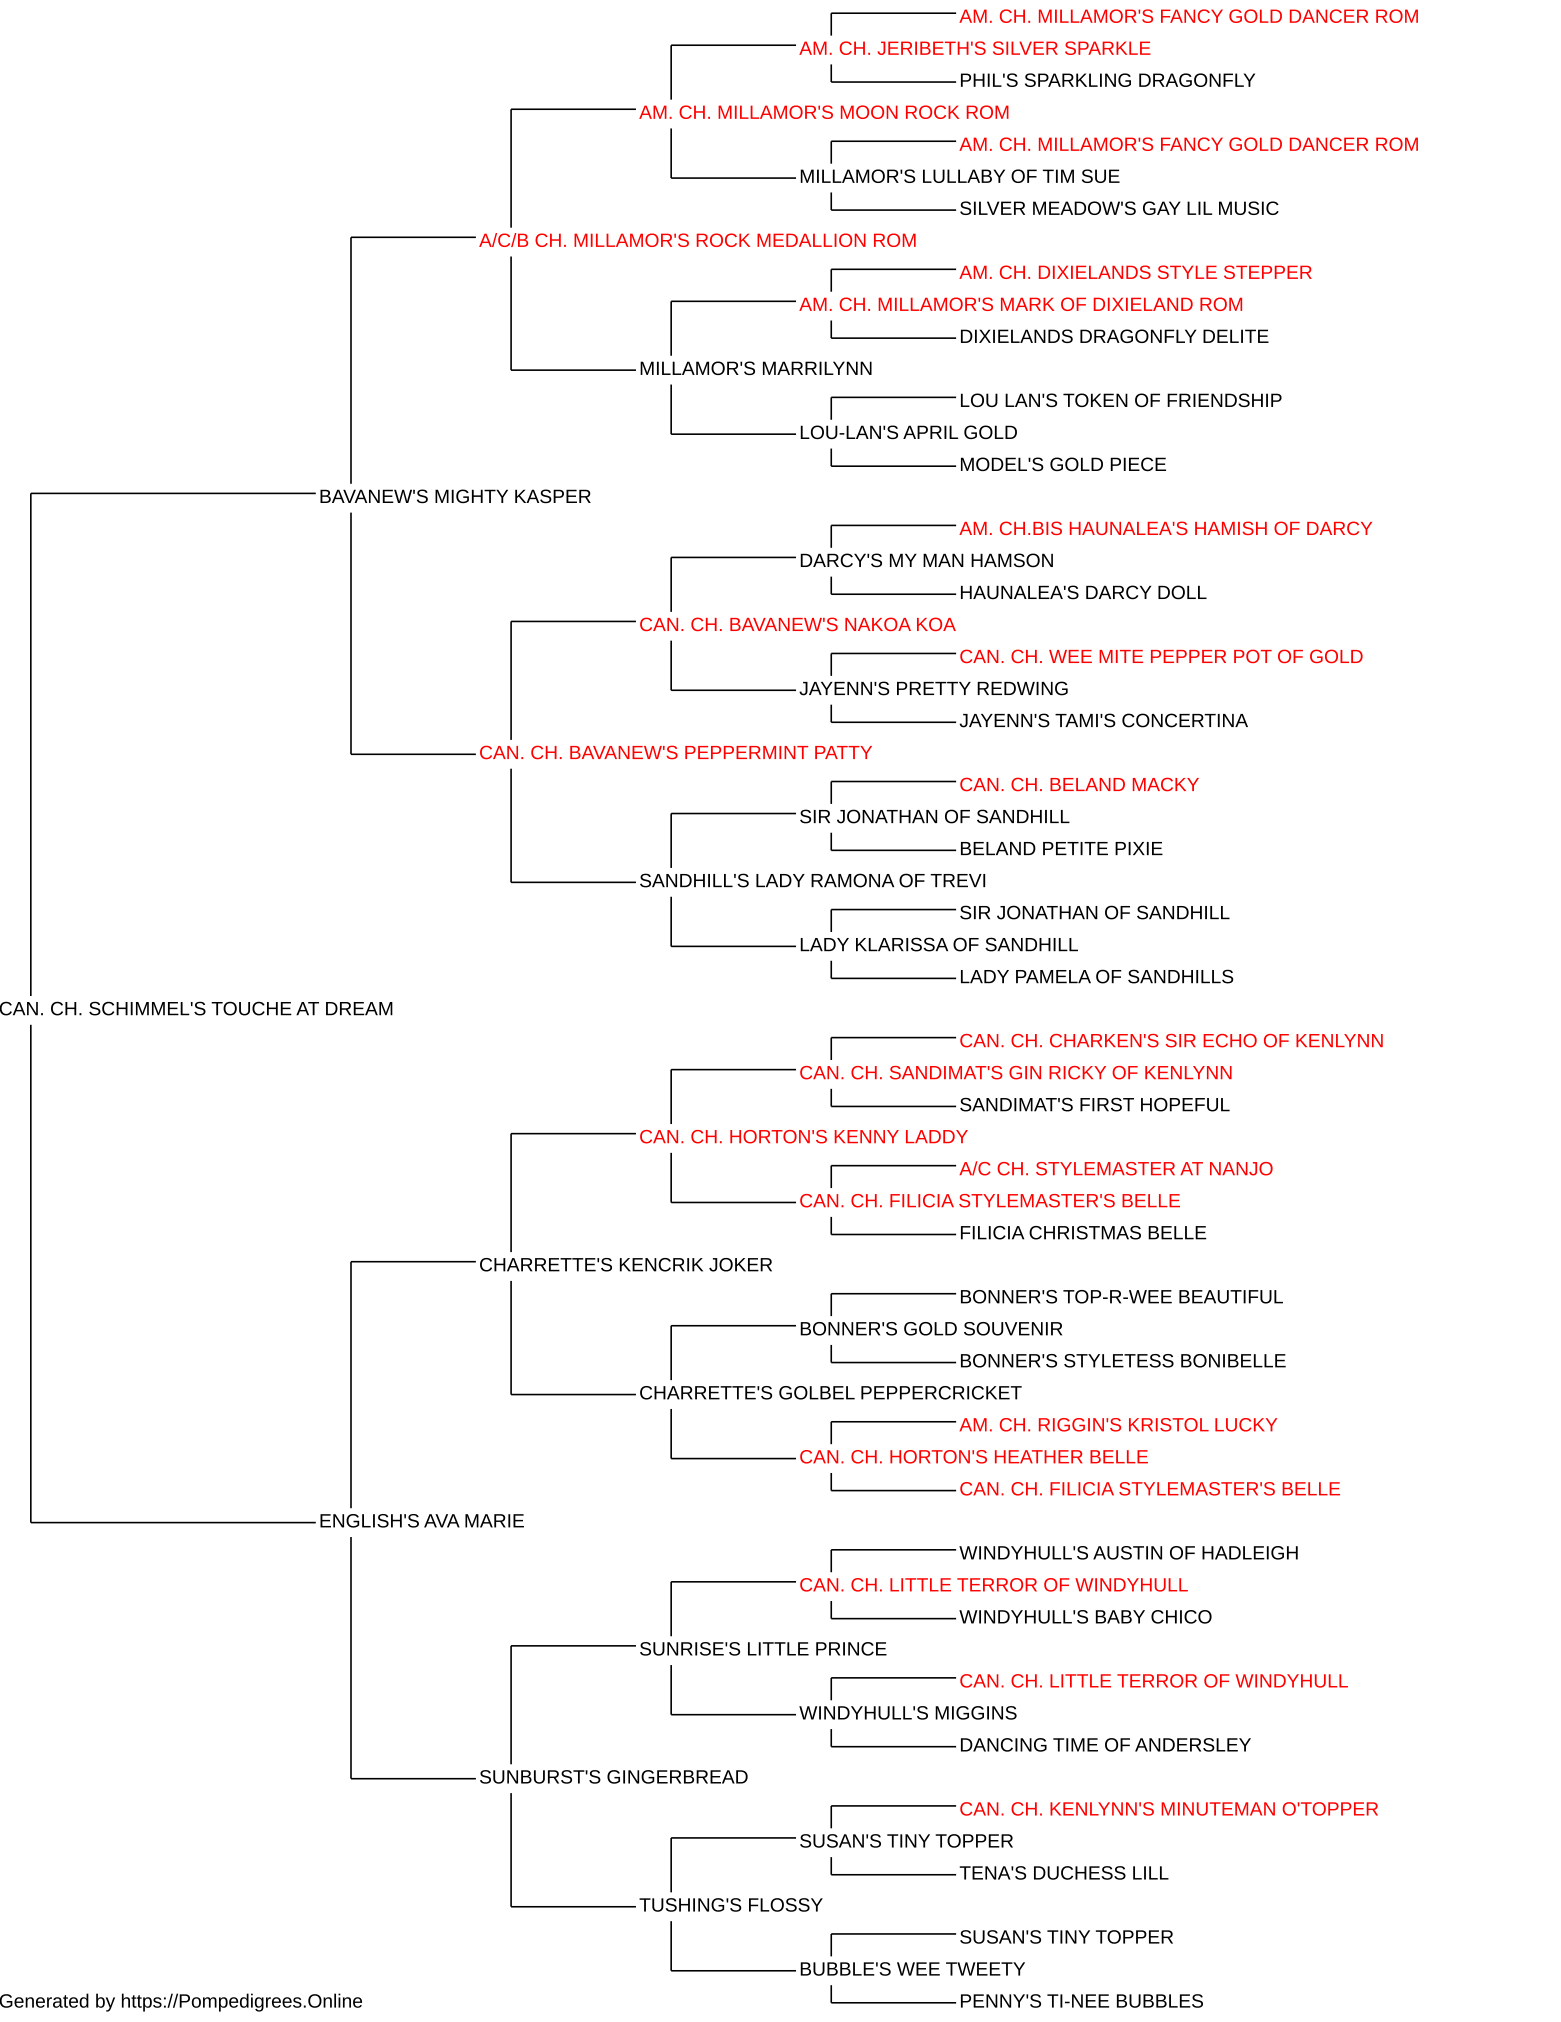 AM. CH. MILLAMOR'S FANCY GOLD DANCER ROM
AM. CH. JERIBETH'S SILVER SPARKLE
PHIL'S SPARKLING DRAGONFLY
AM. CH. MILLAMOR'S MOON ROCK ROM
AM. CH. MILLAMOR'S FANCY GOLD DANCER ROM
MILLAMOR'S LULLABY OF TIM SUE
SILVER MEADOW'S GAY LIL MUSIC
A/C/B CH. MILLAMOR'S ROCK MEDALLION ROM
AM. CH. DIXIELANDS STYLE STEPPER
AM. CH. MILLAMOR'S MARK OF DIXIELAND ROM
DIXIELANDS DRAGONFLY DELITE
MILLAMOR'S MARRILYNN
LOU LAN'S TOKEN OF FRIENDSHIP
LOU-LAN'S APRIL GOLD
MODEL'S GOLD PIECE
BAVANEW'S MIGHTY KASPER
AM. CH.BIS HAUNALEA'S HAMISH OF DARCY
DARCY'S MY MAN HAMSON
HAUNALEA'S DARCY DOLL
CAN. CH. BAVANEW'S NAKOA KOA
CAN. CH. WEE MITE PEPPER POT OF GOLD
JAYENN'S PRETTY REDWING
JAYENN'S TAMI'S CONCERTINA
CAN. CH. BAVANEW'S PEPPERMINT PATTY
CAN. CH. BELAND MACKY
SIR JONATHAN OF SANDHILL
BELAND PETITE PIXIE
SANDHILL'S LADY RAMONA OF TREVI
SIR JONATHAN OF SANDHILL
LADY KLARISSA OF SANDHILL
LADY PAMELA OF SANDHILLS
CAN. CH. SCHIMMEL'S TOUCHE AT DREAM
CAN. CH. CHARKEN'S SIR ECHO OF KENLYNN
CAN. CH. SANDIMAT'S GIN RICKY OF KENLYNN
SANDIMAT'S FIRST HOPEFUL
CAN. CH. HORTON'S KENNY LADDY
A/C CH. STYLEMASTER AT NANJO
CAN. CH. FILICIA STYLEMASTER'S BELLE
FILICIA CHRISTMAS BELLE
CHARRETTE'S KENCRIK JOKER
BONNER'S TOP-R-WEE BEAUTIFUL
BONNER'S GOLD SOUVENIR
BONNER'S STYLETESS BONIBELLE
CHARRETTE'S GOLBEL PEPPERCRICKET
AM. CH. RIGGIN'S KRISTOL LUCKY
CAN. CH. HORTON'S HEATHER BELLE
CAN. CH. FILICIA STYLEMASTER'S BELLE
ENGLISH'S AVA MARIE
WINDYHULL'S AUSTIN OF HADLEIGH
CAN. CH. LITTLE TERROR OF WINDYHULL
WINDYHULL'S BABY CHICO
SUNRISE'S LITTLE PRINCE
CAN. CH. LITTLE TERROR OF WINDYHULL
WINDYHULL'S MIGGINS
DANCING TIME OF ANDERSLEY
SUNBURST'S GINGERBREAD
CAN. CH. KENLYNN'S MINUTEMAN O'TOPPER
SUSAN'S TINY TOPPER
TENA'S DUCHESS LILL
TUSHING'S FLOSSY
SUSAN'S TINY TOPPER
BUBBLE'S WEE TWEETY
PENNY'S TI-NEE BUBBLES
Generated by https://Pompedigrees.Online